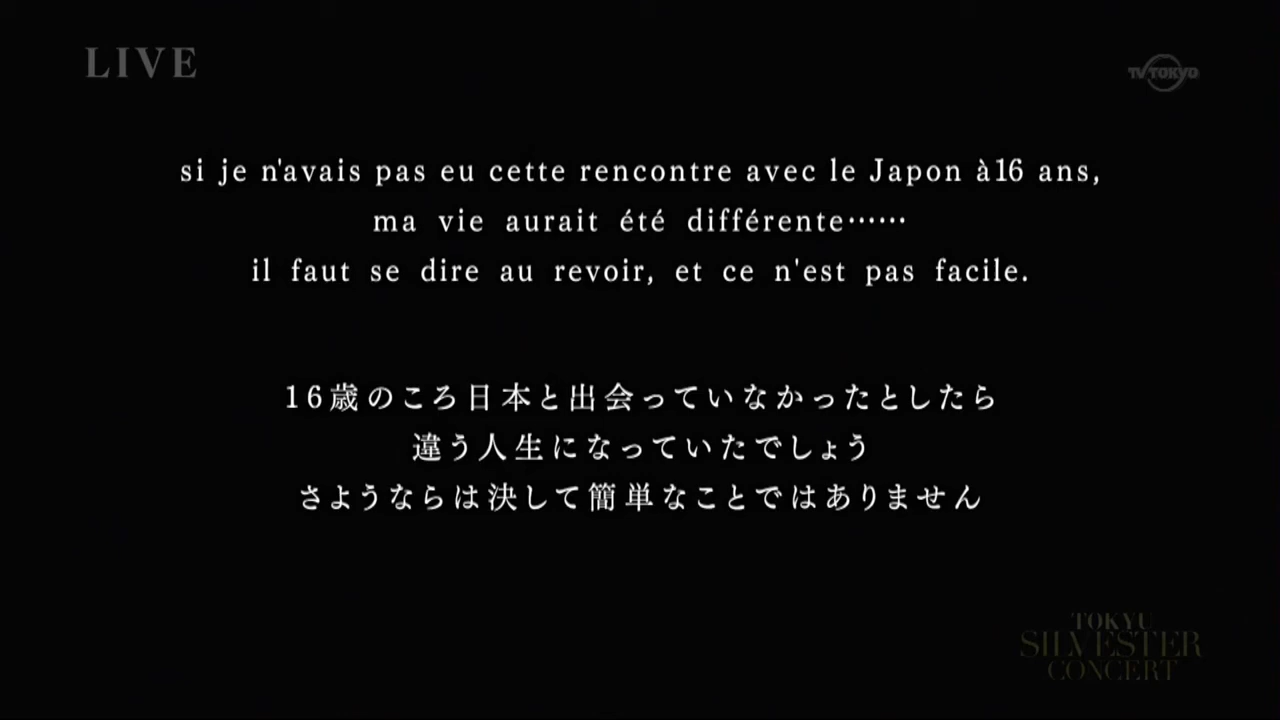 LIVE
TV TOKYO
si je n'avais pas eu cette rencontre avec le Japon à16 ans,
ma vie aurait été différente……
il faut se dire au revoir, et ce n'est pas facile.
16歳のころ日本と出会っていなかったとしたら
違う人生になっていたでしょう
さようならは決して簡単なことではありません
TOKYU
SILVESTER
CONCERT